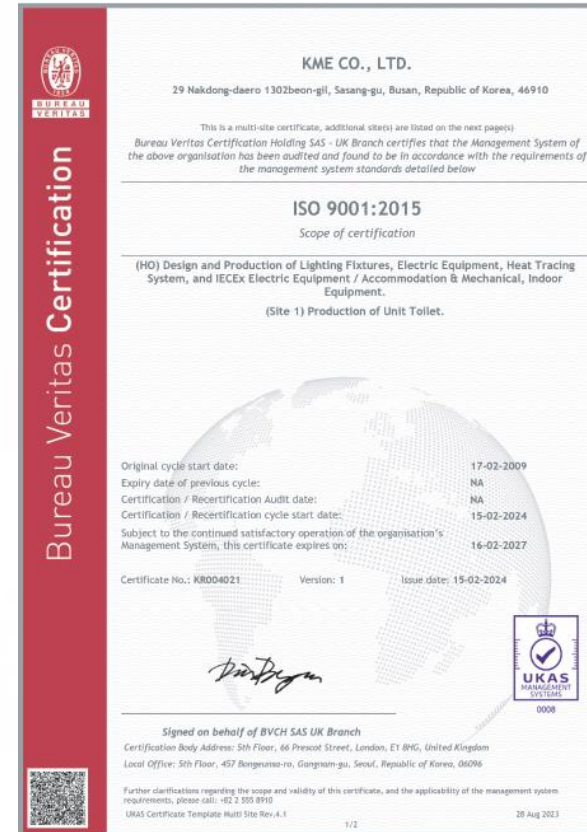 BUREAU
VERITAS
Bureau Veritas Certification
KME CO., LTD.
29 Nakdong-daero 1302beon-gil, Sasang-gu, Busan, Republic of Korea, 46910
This is a multi-site certificate, additional site(s) are listed on the next page(s)
Bureau Veritas Certification Holding SAS - UK Branch certifies that the Management System of
the above organisation has been audited and found to be in accordance with the requirements of
the management system standards detailed below
ISO 9001:2015
Scope of certification
(HO) Design and Production of Lighting Fixtures, Electric Equipment, Heat Tracing
System, and IECEx Electric Equipment / Accommodation & Mechanical, Indoor
Equipment.
(Site 1) Production of Unit Toilet.
Original cycle start date: 17-02-2009
Expiry date of previous cycle: NA
Certification / Recertification Audit date: NA
Certification / Recertification cycle start date: 15-02-2024
Subject to the continued satisfactory operation of the organisation's
Management System, this certificate expires on: 16-02-2027
Certificate No.: KR004021 Version: 1 Issue date: 15-02-2024
UKAS
MANAGEMENT
SYSTEMS
0008
Signed on behalf of BVCH SAS UK Branch
Certification Body Address: 5th Floor, 66 Prescot Street, London, E1 8HG, United Kingdom
Local Office: 5th Floor, 457 Bongeunsa-ro, Gangnam-gu, Seoul, Republic of Korea, 06096
Further clarifications regarding the scope and validity of this certificate, and the applicability of the management system
requirements, please call: +82 2 555 8910
UKAS Certificate Template Multi Site Rev.4.1 1/2 28 Aug 2023